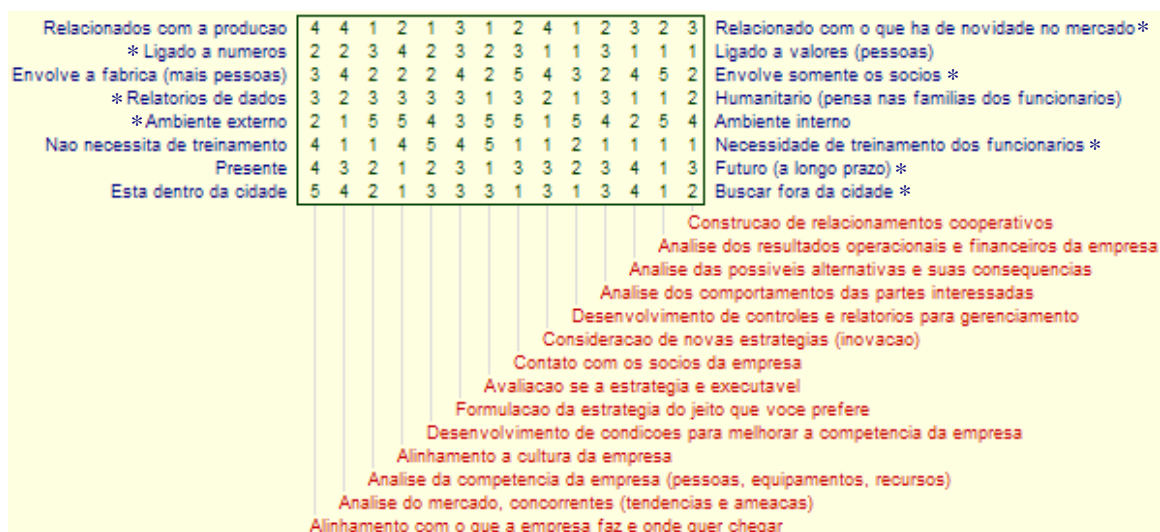 Relacionados com a producao 4 4 1 2 1 3 1 2 4 1 2 3 2 3 Relacionado com o que ha de novidade no mercado*
* Ligado a numeros 2 2 3 4 2 3 2 3 1 1 3 1 1 1 Ligado a valores (pessoas)
Envolve a fabrica (mais pessoas) 3 4 2 2 2 4 2 5 4 3 2 4 5 2 Envolve somente os socios *
* Relatorios de dados 3 2 3 3 3 3 1 3 2 1 3 1 1 2 Humanitario (pensa nas familias dos funcionarios)
* Ambiente externo 2 1 5 5 4 3 5 5 1 5 4 2 5 4 Ambiente interno
Nao necessita de treinamento 4 1 1 4 5 4 5 1 1 2 1 1 1 1 Necessidade de treinamento dos funcionarios *
Presente 4 3 2 1 2 3 1 3 3 2 3 4 1 3 Futuro (a longo prazo) *
Esta dentro da cidade 5 4 2 1 3 3 3 1 3 1 3 4 1 2 Buscar fora da cidade *
Construcao de relacionamentos cooperativos
Analise dos resultados operacionais e financeiros da empresa
Analise das possiveis alternativas e suas consequencias
Analise dos comportamentos das partes interessadas
Desenvolvimento de controles e relatorios para gerenciamento
Consideracao de novas estrategias (inovacao)
Contato com os socios da empresa
Avaliacao se a estrategia e executavel
Formulacao da estrategia do jeito que voce prefere
Desenvolvimento de condicoes para melhorar a competencia da empresa
Alinhamento a cultura da empresa
Analise da competencia da empresa (pessoas, equipamentos, recursos)
Analise do mercado, concorrentes (tendencias e ameacas)
Alinhamento com o que a empresa faz e onde quer chegar